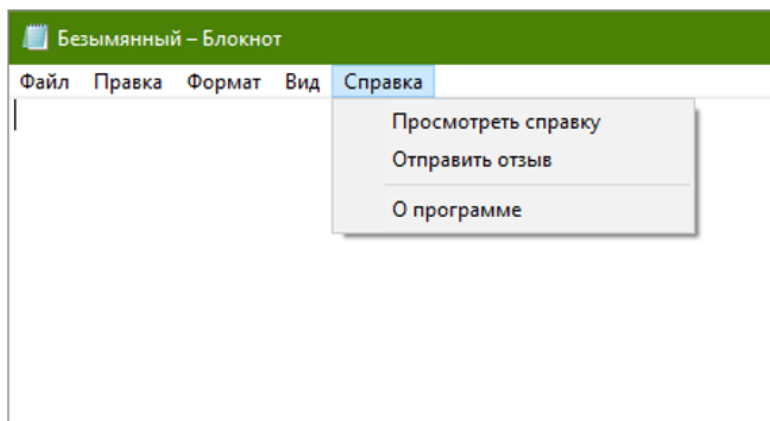 Безымянный – Блокнот
Файл Правка Формат Вид Справка
Просмотреть справку
Отправить отзыв
О программе